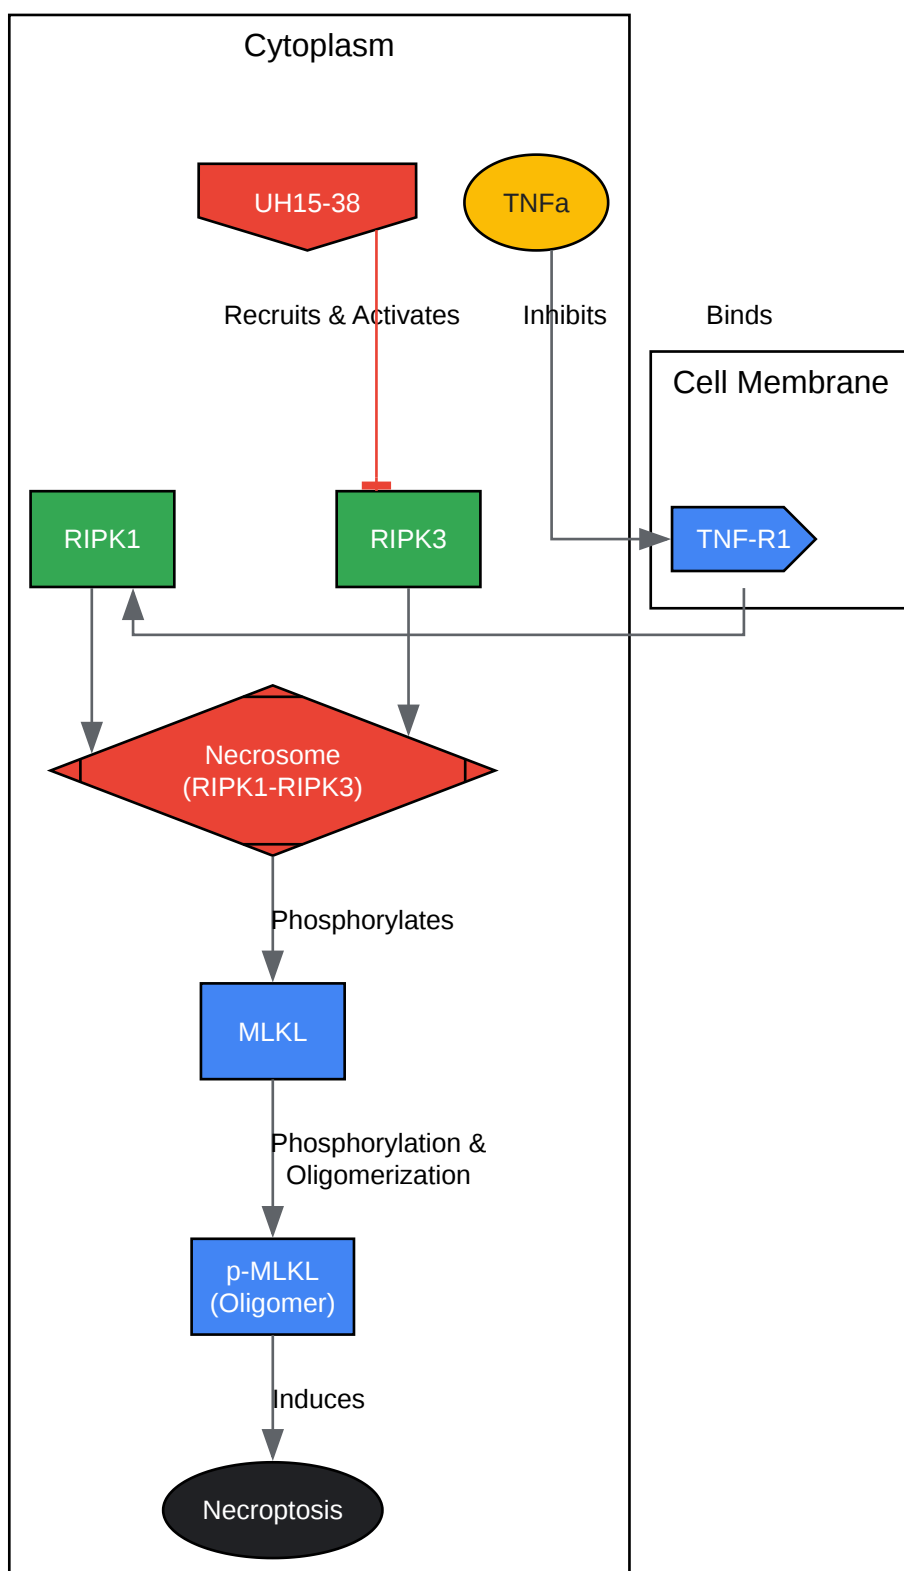 Cytoplasm
UH15-38
TNFa
Recruits & Activates
Inhibits
Binds
Cell Membrane
RIPK1
RIPK3
TNF-R1
Necrosome
(RIPK1-RIPK3)
Phosphorylates
MLKL
Phosphorylation &
Oligomerization
p-MLKL
(Oligomer)
Induces
Necroptosis